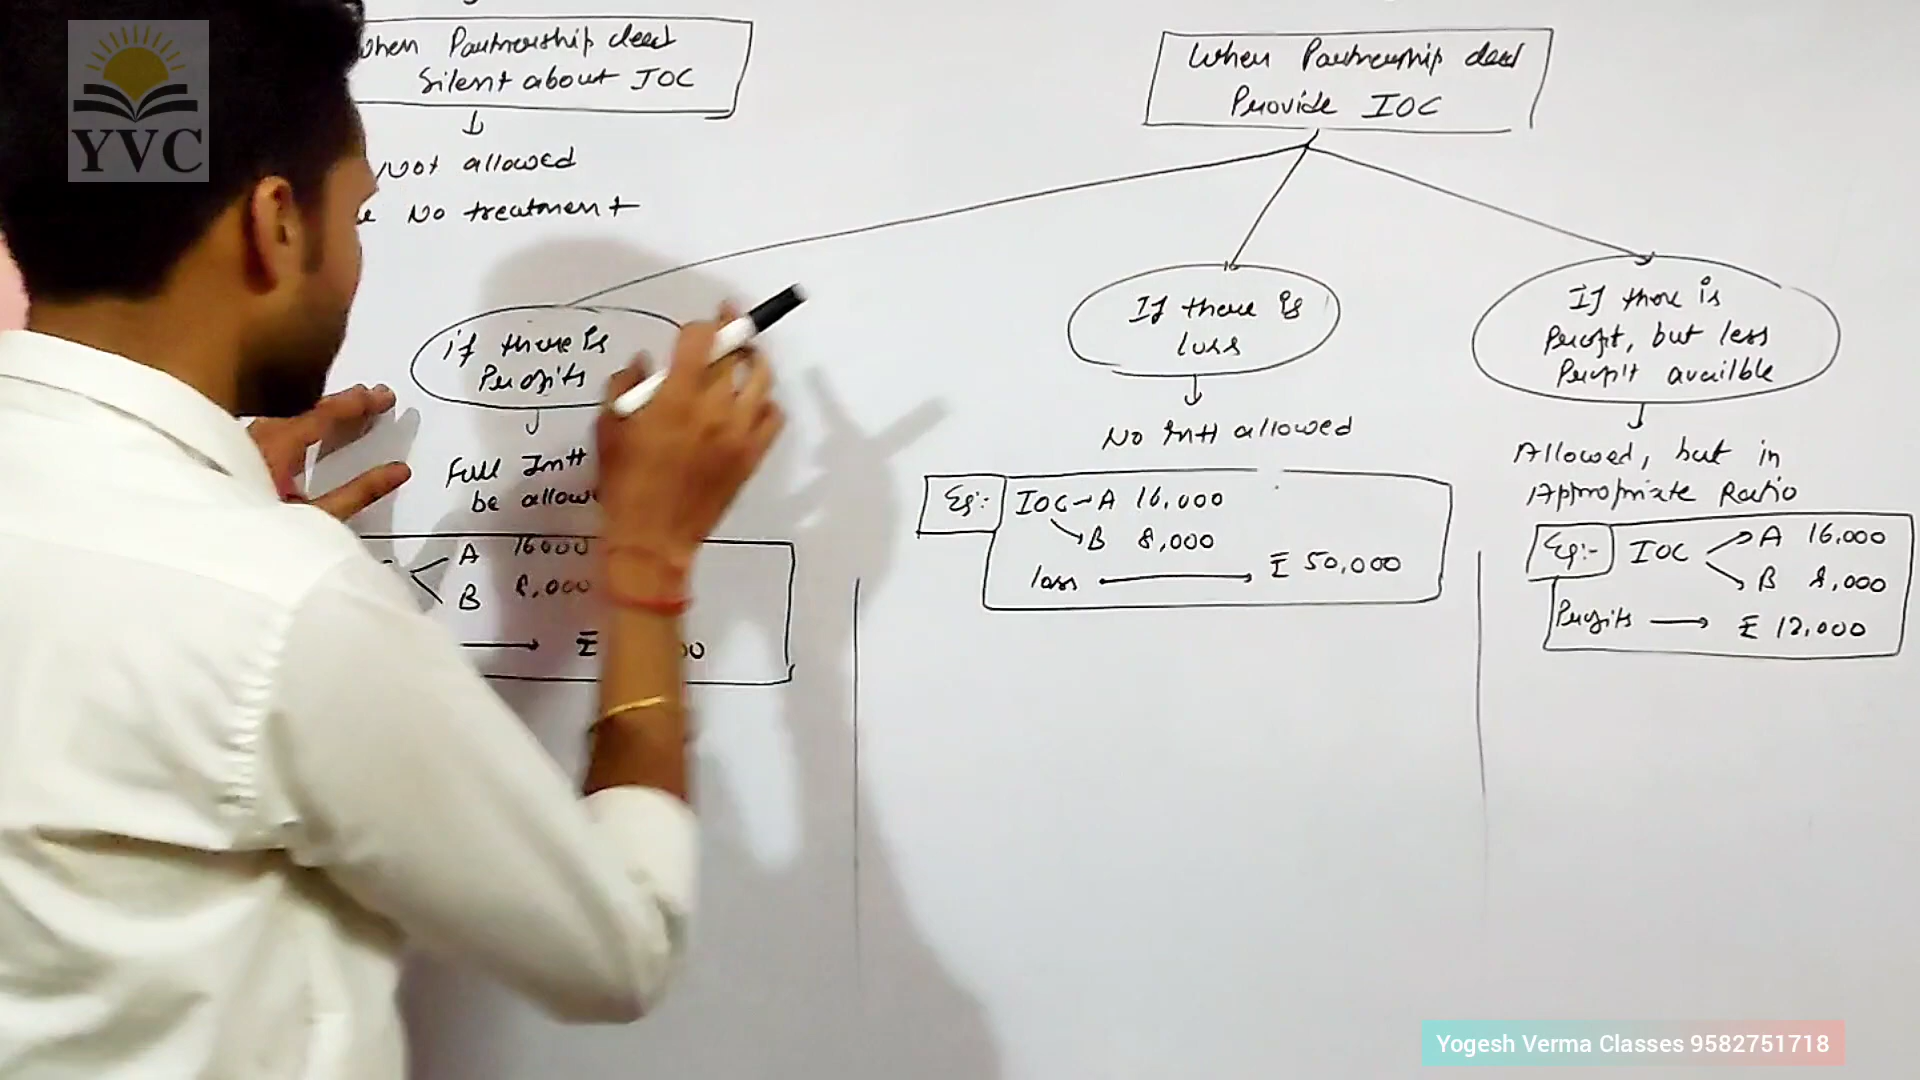 YVC
when Partnership deed
Silent about IOC
Not allowed
No treatment
When Partnership deed
Provide IOC
if there is
Profits
Full Intt
be allow
A 16000
B 8,000
₹
If there is
loss
No Intt allowed
Eg:- IOC → A 16,000
B 8,000
loss → ₹ 50,000
If there is
Profit, but less
Profit availble
Allowed, but in
Appropriate Ratio
Eg:- IOC A 16,000
B 8,000
Profits → ₹ 12,000
Yogesh Verma Classes 9582751718